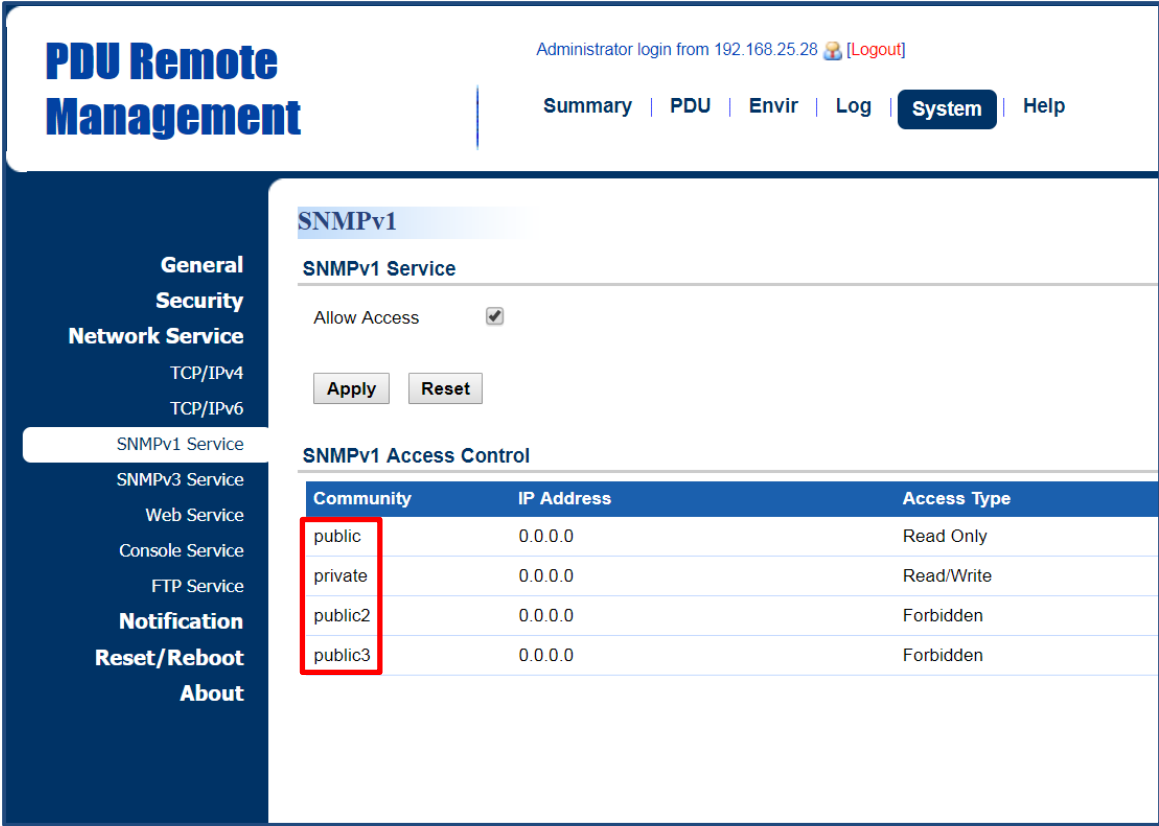 PDU Remote
Management
Administrator login from 192.168.25.28 [Logout]
Summary | PDU | Envir | Log | System | Help
General
Security
Network Service
TCP/IPv4
TCP/IPv6
SNMPv1 Service
SNMPv3 Service
Web Service
Console Service
FTP Service
Notification
Reset/Reboot
About
SNMPv1
SNMPv1 Service
Allow Access
Apply Reset
SNMPv1 Access Control
Community IP Address Access Type
public 0.0.0.0 Read Only
private 0.0.0.0 Read/Write
public2 0.0.0.0 Forbidden
public3 0.0.0.0 Forbidden